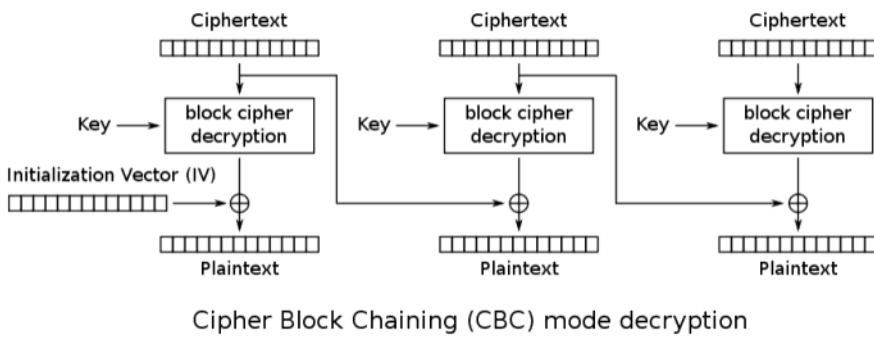 Ciphertext
Ciphertext
Ciphertext
Key
block cipher
decryption
Key
block cipher
decryption
Key
block cipher
decryption
Initialization Vector (IV)
Plaintext
Plaintext
Plaintext
Cipher Block Chaining (CBC) mode decryption